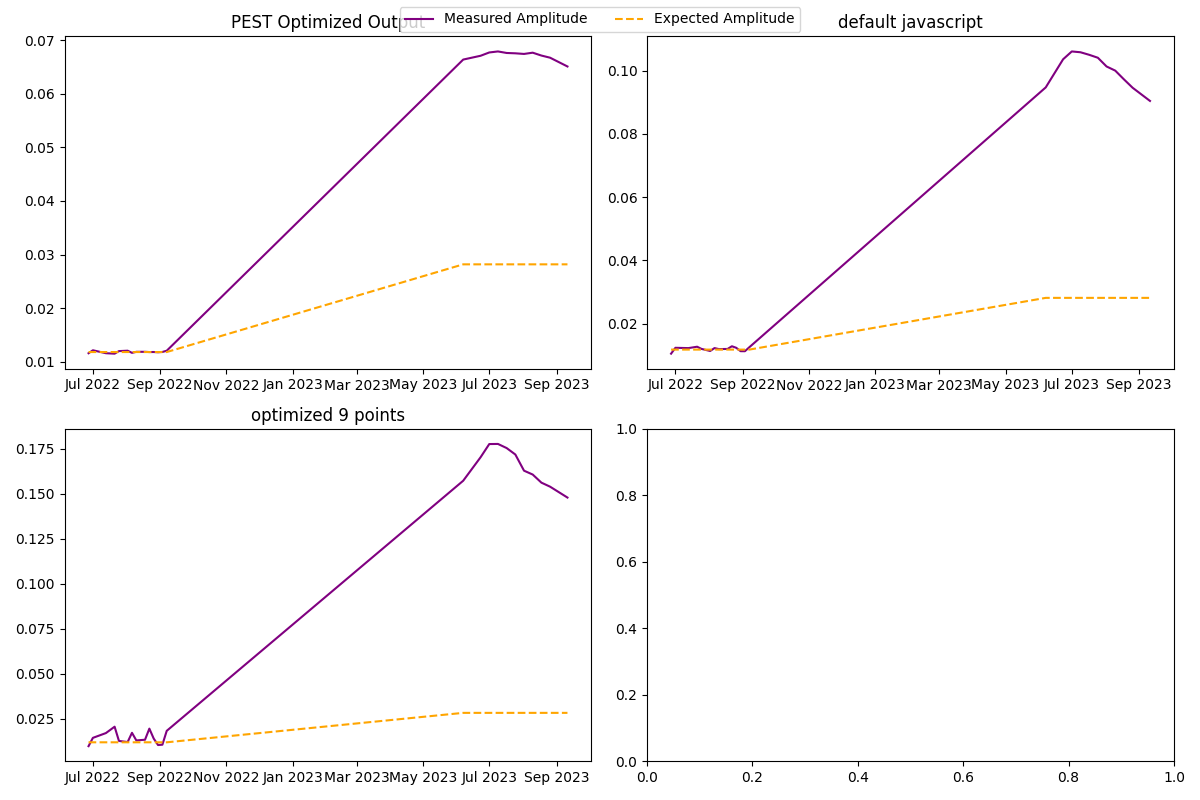 Measured Amplitude
Expected Amplitude
PEST Optimized Output
0.07
0.06
0.05
0.04
0.03
0.02
0.01
Jul 2022 Sep 2022 Nov 2022 Jan 2023 Mar 2023 May 2023 Jul 2023 Sep 2023
default javascript
0.10
0.08
0.06
0.04
0.02
Jul 2022 Sep 2022 Nov 2022 Jan 2023 Mar 2023 May 2023 Jul 2023 Sep 2023
optimized 9 points
0.175
0.150
0.125
0.100
0.075
0.050
0.025
Jul 2022 Sep 2022 Nov 2022 Jan 2023 Mar 2023 May 2023 Jul 2023 Sep 2023
1.0
0.8
0.6
0.4
0.2
0.0
0.0 0.2 0.4 0.6 0.8 1.0